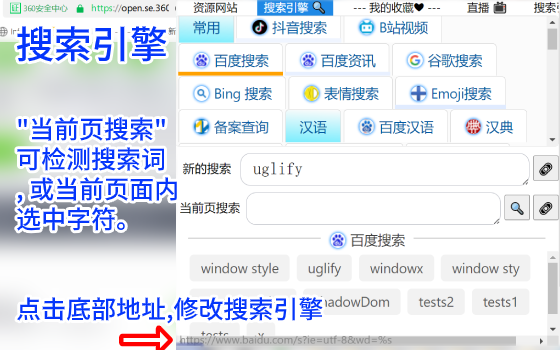 360安全中心 https://open.se.360
资源网站 搜索引擎 --- 我的收藏♥ --- 直播
搜索引擎
常用 抖音搜索 B站视频
百度搜索 百度资讯 谷歌搜索
Bing 搜索 表情搜索 Emoji搜索
备案查询 汉语 百度汉语 汉典
"当前页搜索"
可检测搜索词
, 或当前页面内
选中字符。
新的搜索 uglify
当前页搜索
百度搜索
window style uglify windowx window sty
点击底部地址,修改搜索引擎
hadowDom tests2 tests1
tests x
https://www.baidu.com/s?ie=utf-8&wd=%s